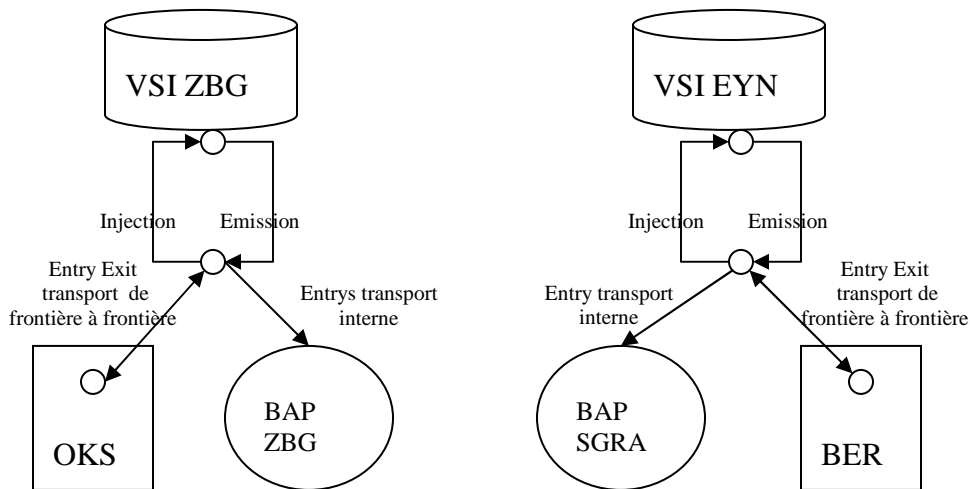 VSI ZBG
VSI EYN
Injection
Emission
Injection
Emission
Entry Exit
transport de
frontière à frontière
Entrys transport
interne
Entry transport
interne
Entry Exit
transport de
frontière à frontière
OKS
BAP
ZBG
BAP
SGRA
BER